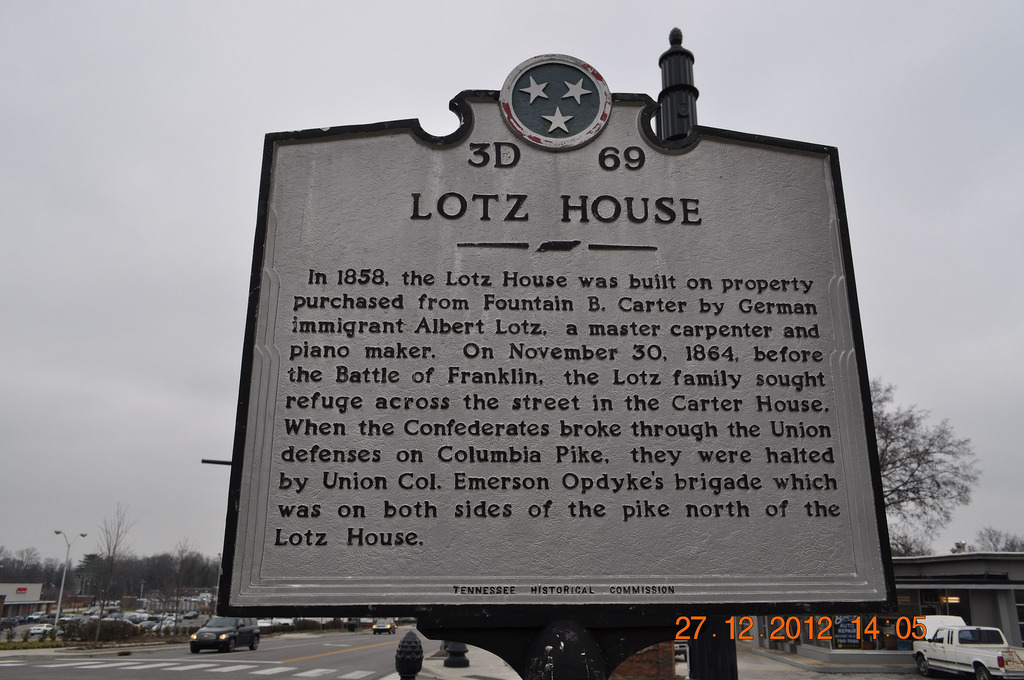 3D 69
LOTZ HOUSE
In 1858, the Lotz House was built on property
purchased from Fountain B. Carter by German
immigrant Albert Lotz, a master carpenter and
piano maker. On November 30, 1864, before
the Battle of Franklin, the Lotz family sought
refuge across the street in the Carter House.
When the Confederates broke through the Union
defenses on Columbia Pike, they were halted
by Union Col. Emerson Opdyke's brigade which
was on both sides of the pike north of the
Lotz House.
TENNESSEE HISTORICAL COMMISSION
27.12.2012 14:05